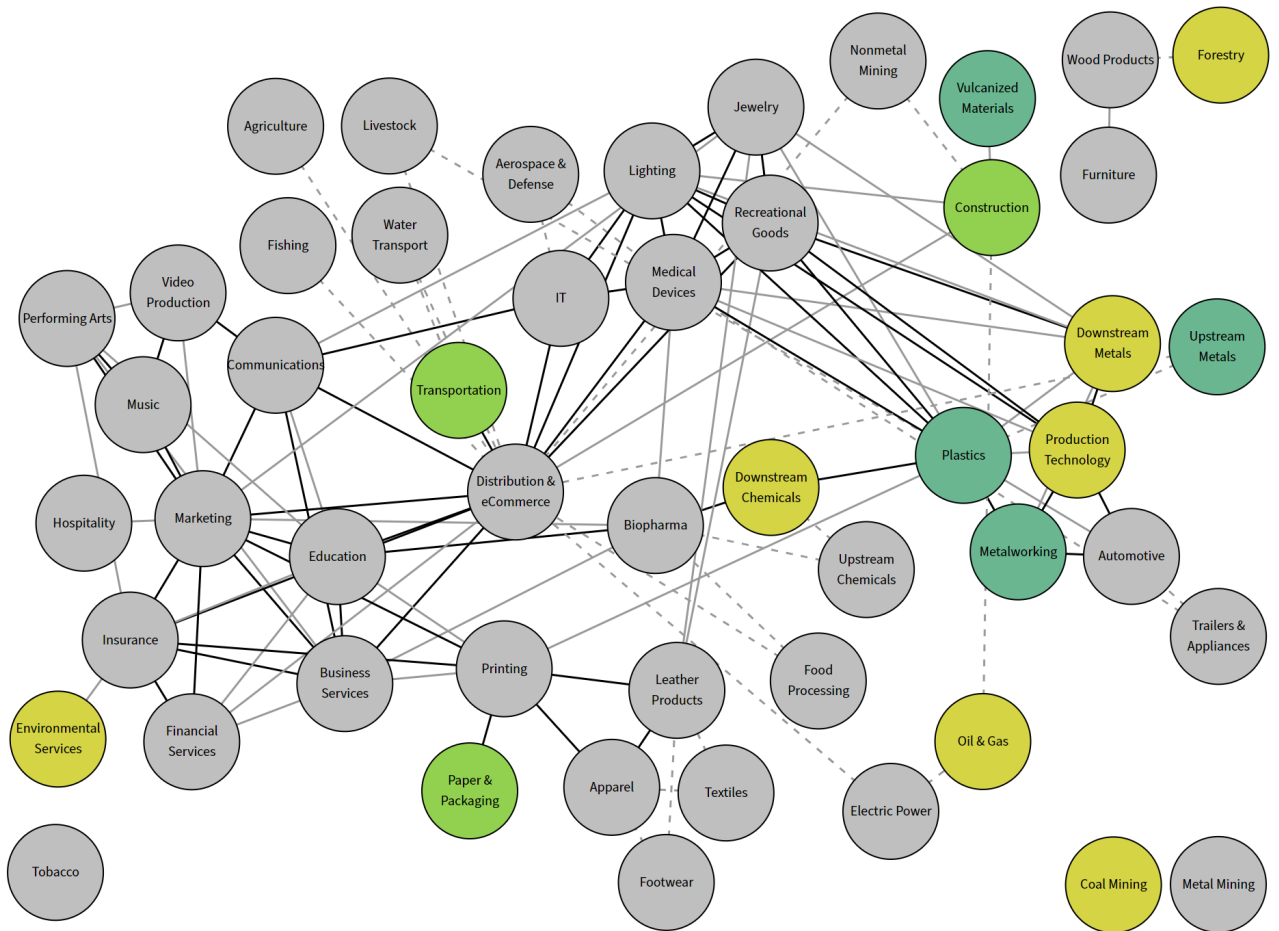 Nonmetal
Mining
Wood Products
Forestry
Vulcanized
Materials
Jewelry
Agriculture
Livestock
Aerospace &
Defense
Lighting
Furniture
Construction
Recreational
Goods
Fishing
Water
Transport
Video
Production
IT
Medical
Devices
Performing Arts
Downstream
Metals
Upstream
Metals
Communications
Transportation
Music
Plastics
Production
Technology
Distribution &
eCommerce
Downstream
Chemicals
Hospitality
Marketing
Education
Biopharma
Upstream
Chemicals
Metalworking
Automotive
Insurance
Trailers &
Appliances
Business
Services
Printing
Leather
Products
Food
Processing
Environmental
Services
Financial
Services
Oil & Gas
Paper &
Packaging
Apparel
Textiles
Electric Power
Tobacco
Footwear
Coal Mining
Metal Mining